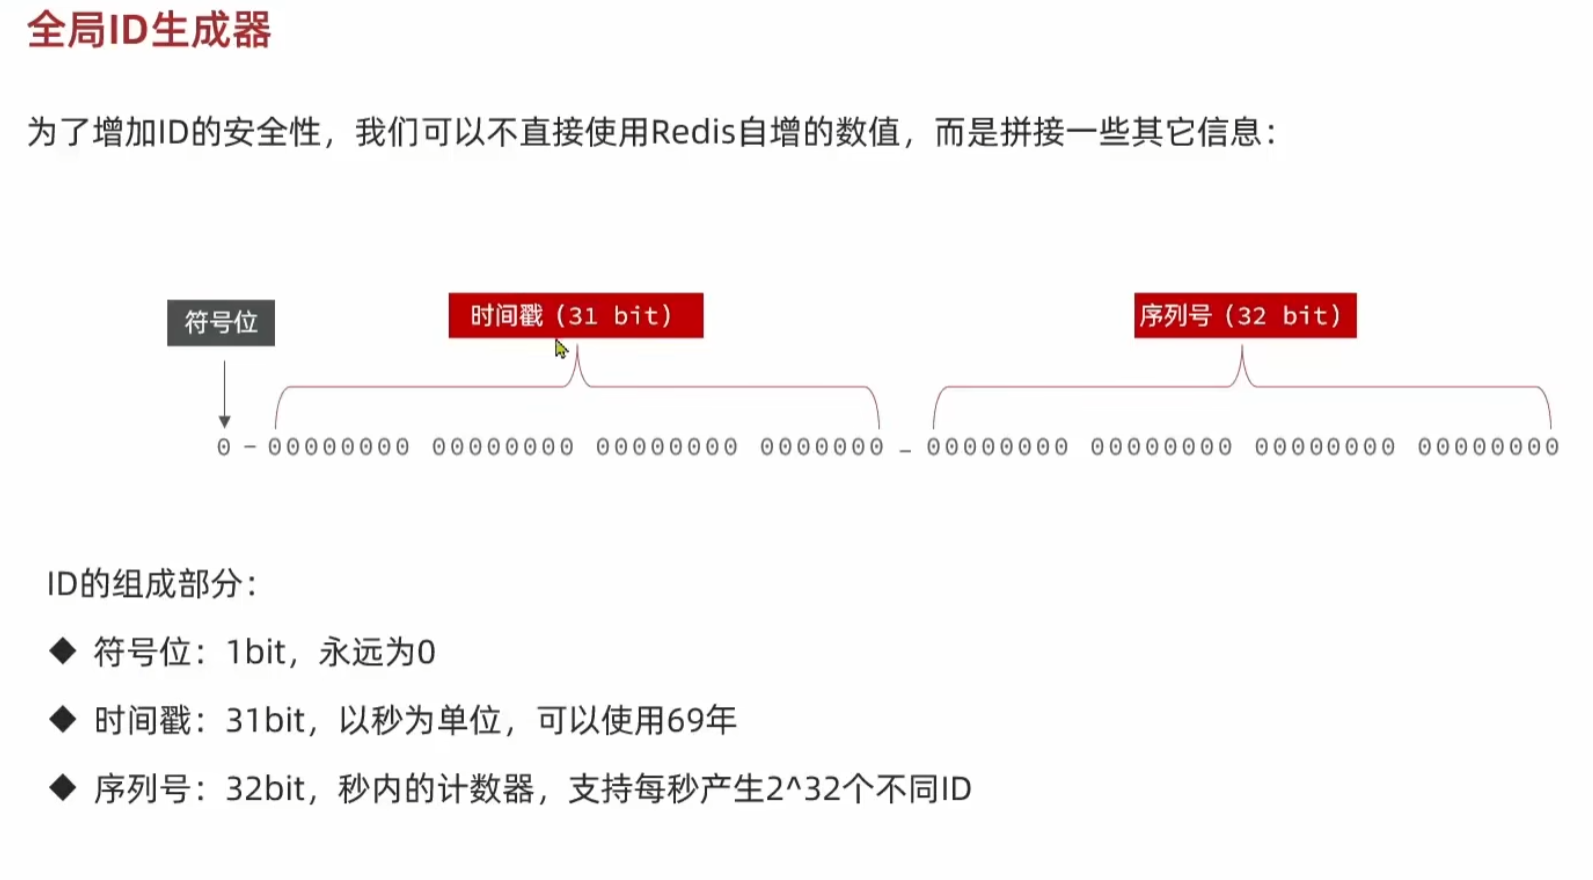 全局ID生成器
为了增加ID的安全性，我们可以不直接使用Redis自增的数值，而是拼接一些其它信息：
符号位
时间戳（31 bit）
序列号（32 bit）
0-00000000 00000000 00000000 0000000 - 00000000 00000000 00000000 00000000
ID的组成部分：
◆ 符号位：1bit，永远为0
◆ 时间戳：31bit，以秒为单位，可以使用69年
◆ 序列号：32bit，秒内的计数器，支持每秒产生2^32个不同ID